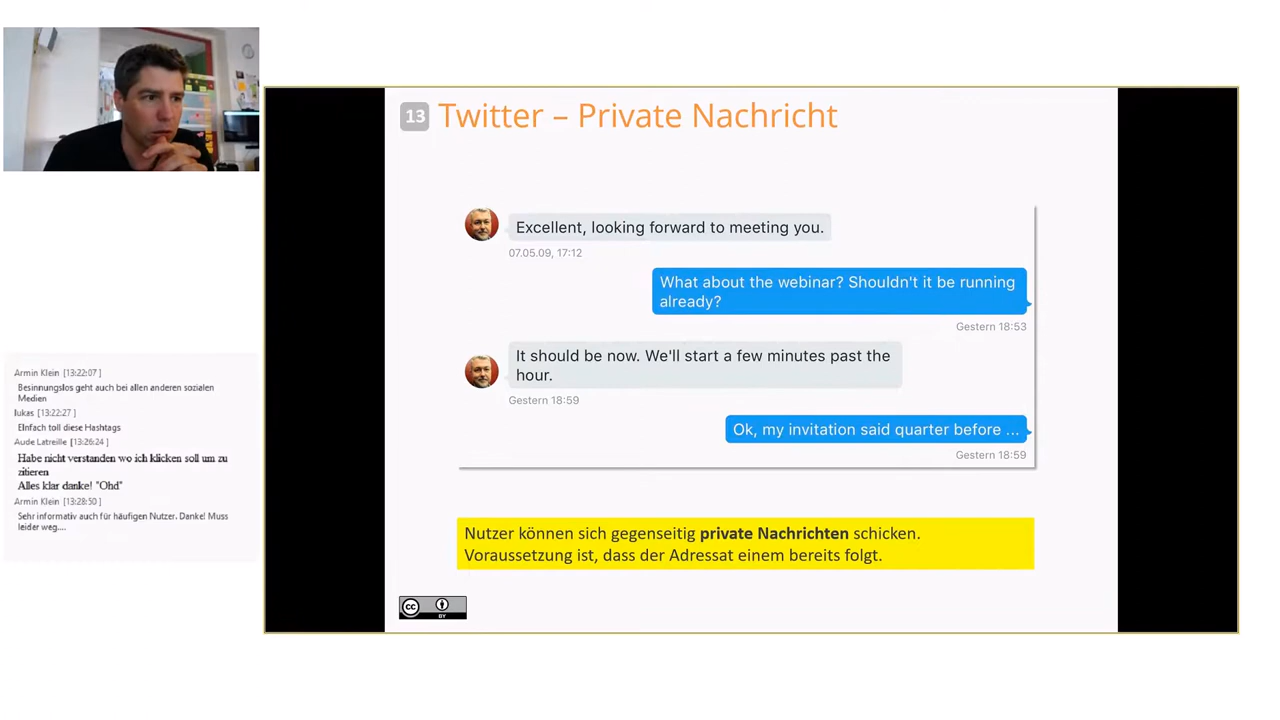 13 Twitter – Private Nachricht
Excellent, looking forward to meeting you.
07.05.09, 17:12
What about the webinar? Shouldn't it be running
already?
Gestern 18:53
It should be now. We'll start a few minutes past the
hour.
Gestern 18:59
Ok, my invitation said quarter before ...
Gestern 18:59
Nutzer können sich gegenseitig private Nachrichten schicken.
Voraussetzung ist, dass der Adressat einem bereits folgt.
cc
BY
Armin Klein [13:22:07 ]
Besinnungslos geht auch bei allen anderen sozialen
Medien
lukas [13:22:27 ]
Einfach toll diese Hashtags
Aude Latreille [13:26:24 ]
Habe nicht verstanden wo ich klicken soll um zu
zitieren
Alles klar danke! "Ohd"
Armin Klein [13:28:50 ]
Sehr informativ auch für häufigen Nutzer. Danke! Muss
leider weg....